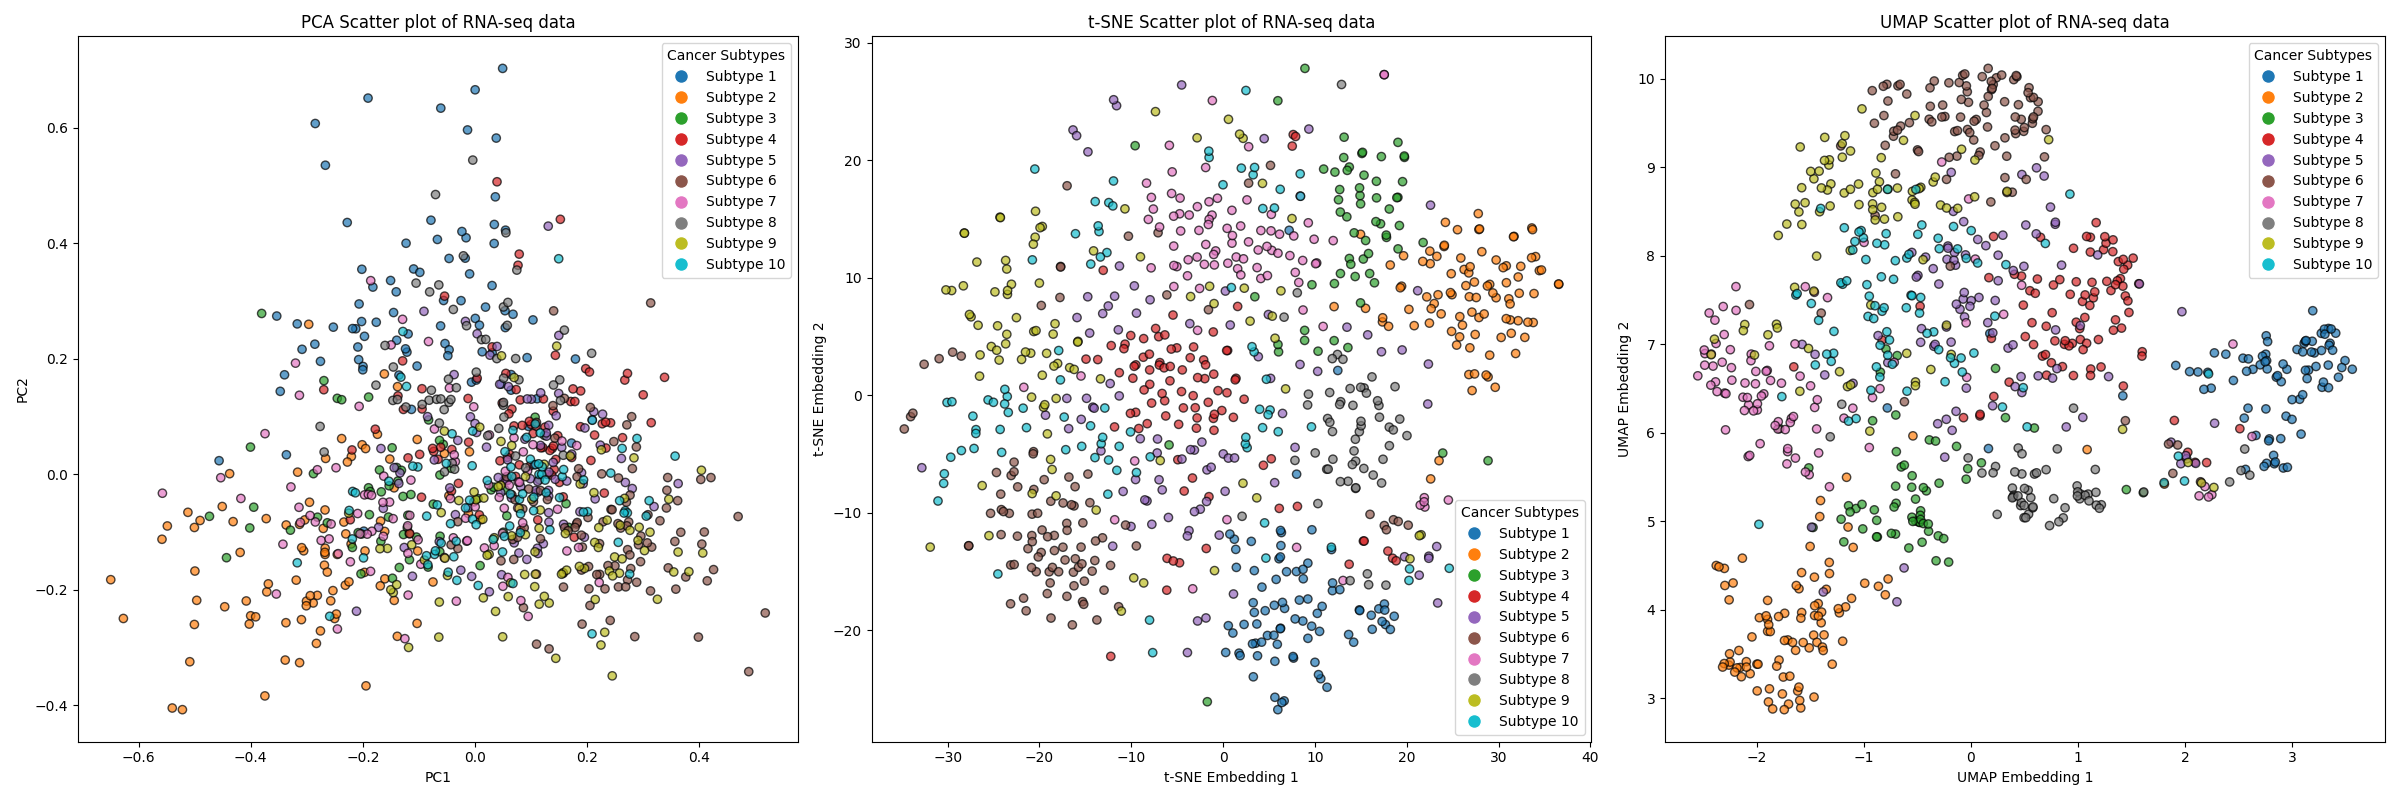 PCA Scatter plot of RNA-seq data
Cancer Subtypes
Subtype 1
Subtype 2
Subtype 3
Subtype 4
Subtype 5
Subtype 6
Subtype 7
Subtype 8
Subtype 9
Subtype 10
PC2
0.6
0.4
0.2
0.0
−0.2
−0.4
−0.6
−0.4
−0.2
0.0
0.2
0.4
PC1
t-SNE Scatter plot of RNA-seq data
t-SNE Embedding 2
30
20
10
0
−10
−20
Cancer Subtypes
Subtype 1
Subtype 2
Subtype 3
Subtype 4
Subtype 5
Subtype 6
Subtype 7
Subtype 8
Subtype 9
Subtype 10
−30
−20
−10
0
10
20
30
40
t-SNE Embedding 1
UMAP Scatter plot of RNA-seq data
Cancer Subtypes
Subtype 1
Subtype 2
Subtype 3
Subtype 4
Subtype 5
Subtype 6
Subtype 7
Subtype 8
Subtype 9
Subtype 10
UMAP Embedding 2
10
9
8
7
6
5
4
3
−2
−1
0
1
2
3
UMAP Embedding 1